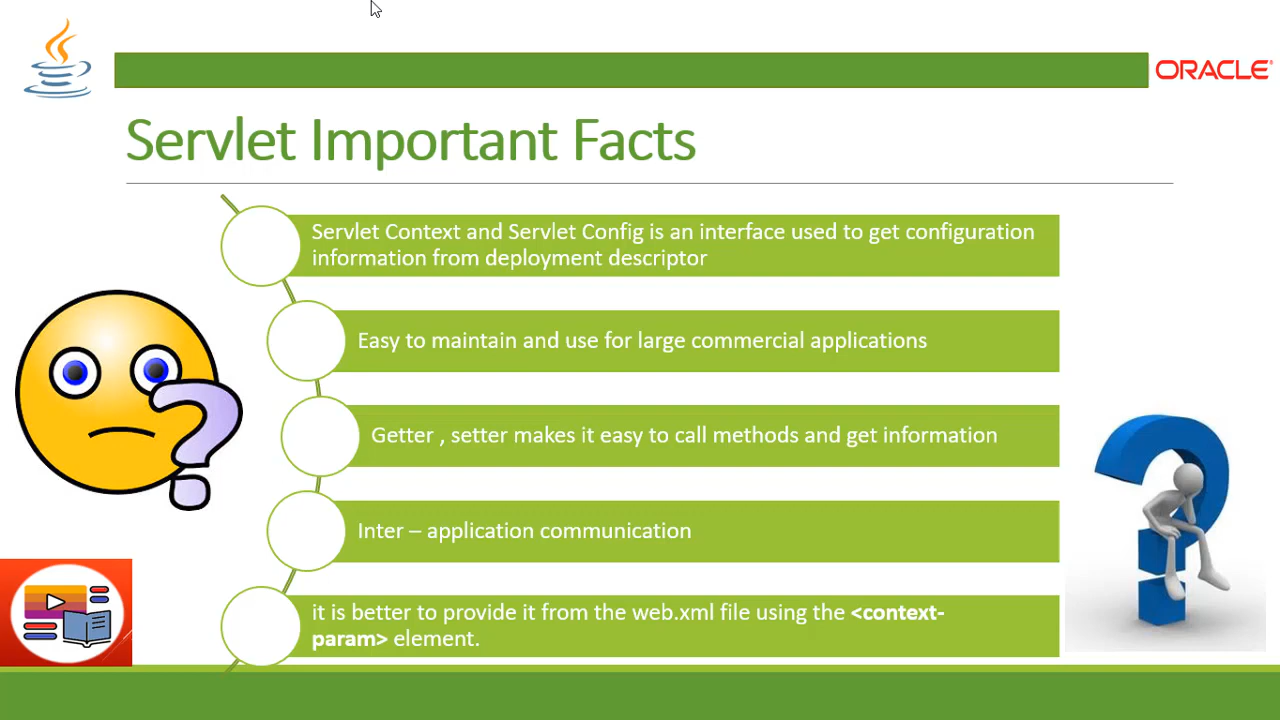 ORACLE
Servlet Important Facts
Servlet Context and Servlet Config is an interface used to get configuration
information from deployment descriptor
Easy to maintain and use for large commercial applications
Getter , setter makes it easy to call methods and get information
Inter – application communication
it is better to provide it from the web.xml file using the <context-
param> element.